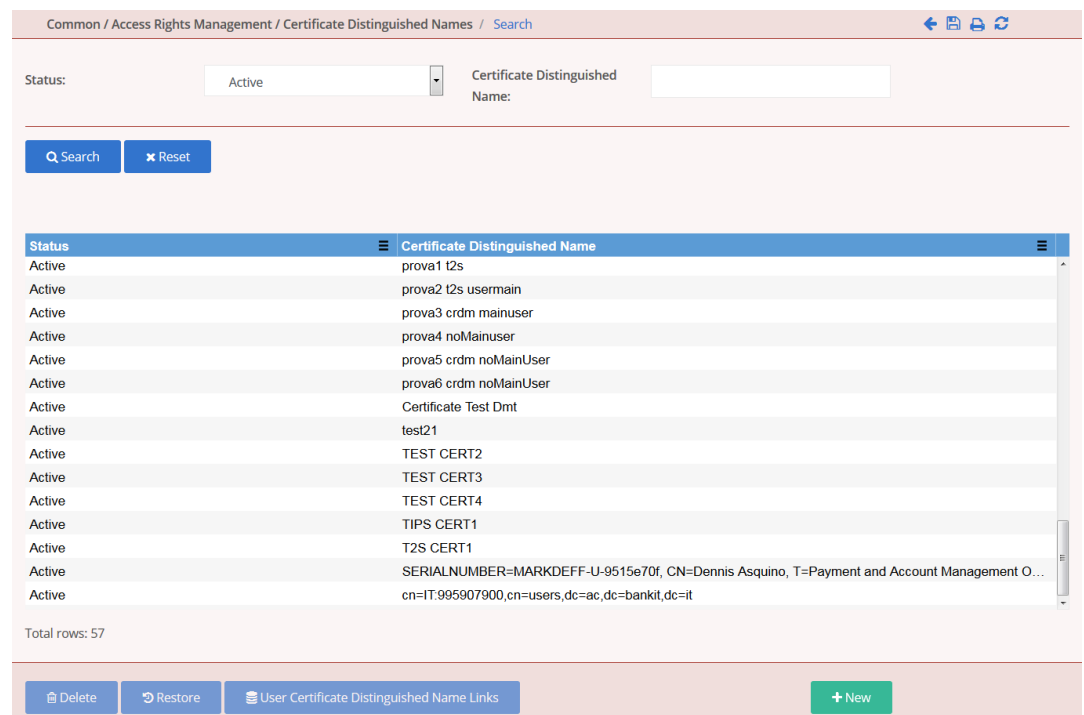 Common / Access Rights Management / Certificate Distinguished Names / Search
Status:
Active
Certificate Distinguished
Name:
Search
Reset
Status
Certificate Distinguished Name
Active prova1 t2s
Active prova2 t2s usermain
Active prova3 crdm mainuser
Active prova4 noMainuser
Active prova5 crdm noMainUser
Active prova6 crdm noMainUser
Active Certificate Test Dmt
Active test21
Active TEST CERT2
Active TEST CERT3
Active TEST CERT4
Active TIPS CERT1
Active T2S CERT1
Active SERIALNUMBER=MARKDEFF-U-9515e70f, CN=Dennis Asquino, T=Payment and Account Management O...
Active cn=IT:995907900,cn=users,dc=ac,dc=bankit,dc=it
Total rows: 57
Delete
Restore
User Certificate Distinguished Name Links
New